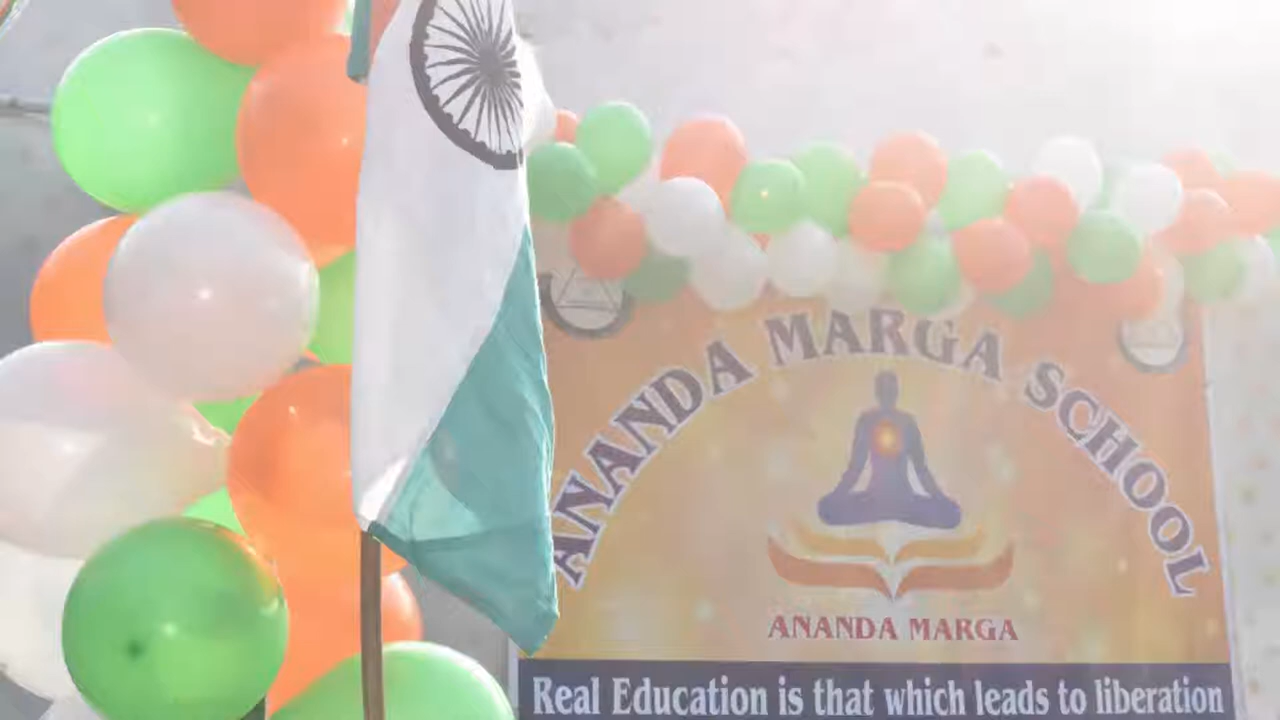 ANANDA MARGA SCHOOL
ANANDA MARGA
Real Education is that which leads to liberation